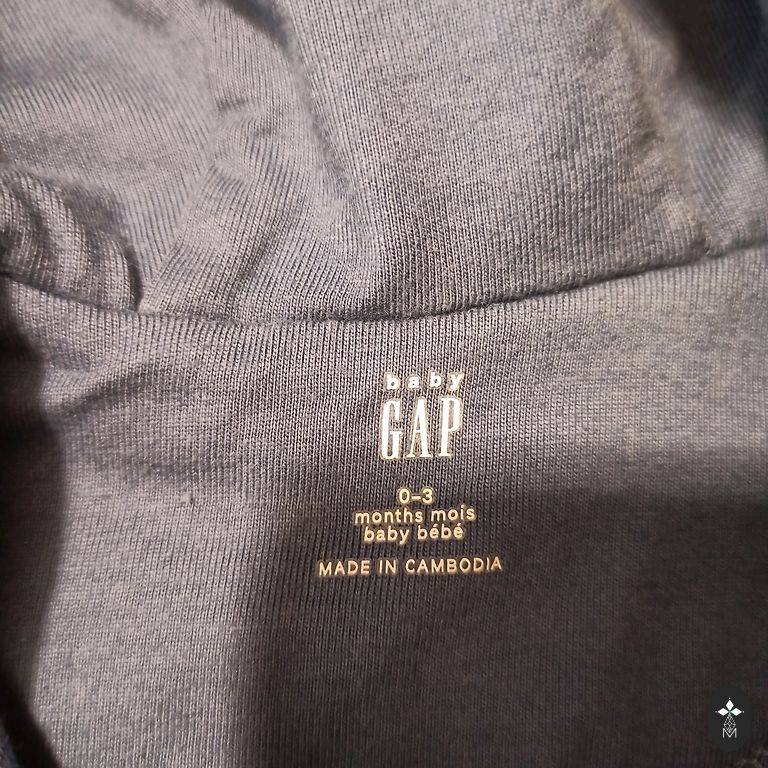 baby
GAP
0-3
months mois
baby bébé
MADE IN CAMBODIA
M